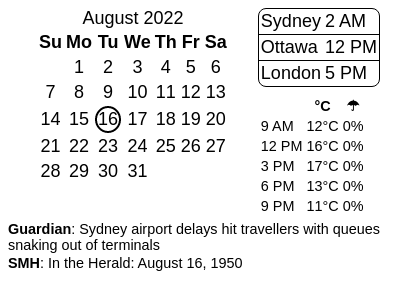 August 2022
Su Mo Tu We Th Fr Sa
1 2 3 4 5 6
7 8 9 10 11 12 13
14 15 16 17 18 19 20
21 22 23 24 25 26 27
28 29 30 31
Sydney 2 AM
Ottawa 12 PM
London 5 PM
°C ☂
9 AM 12°C 0%
12 PM 16°C 0%
3 PM 17°C 0%
6 PM 13°C 0%
9 PM 11°C 0%
Guardian: Sydney airport delays hit travellers with queues
snaking out of terminals
SMH: In the Herald: August 16, 1950